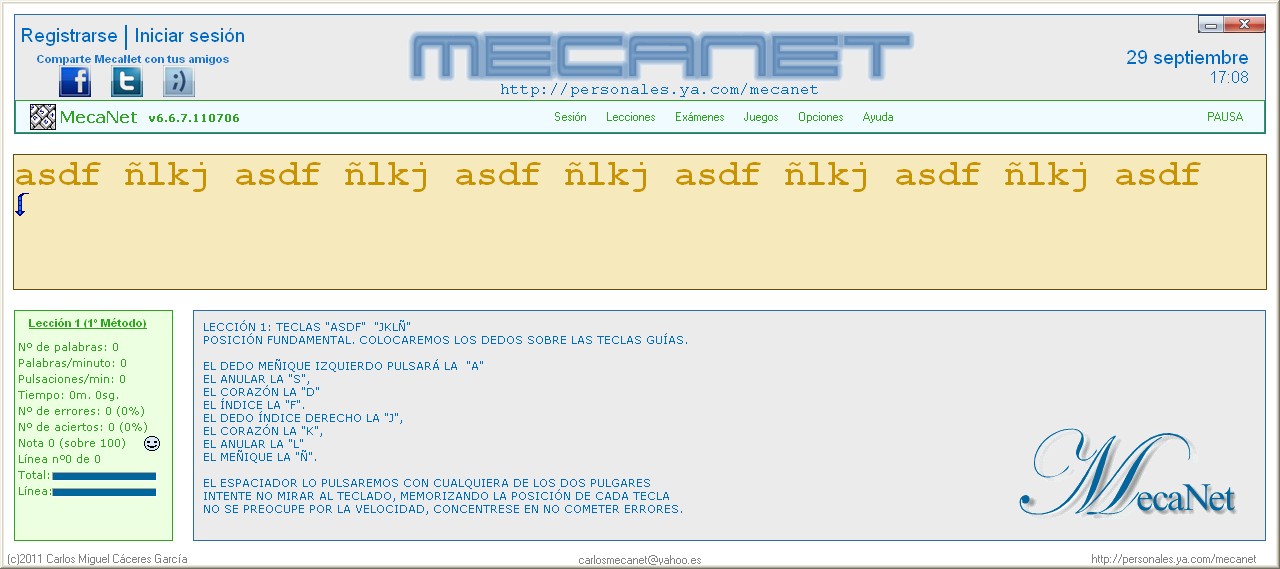 Registrarse | Iniciar sesión
Comparte MecaNet con tus amigos
MECANET
http://personales.ya.com/mecanet
29 septiembre
17:08
MecaNet v6.6.7.110706
Sesión Lecciones Exámenes Juegos Opciones Ayuda PAUSA
asdf ñlkj asdf ñlkj asdf ñlkj asdf ñlkj asdf ñlkj asdf
Lección 1 (1º Método)
Nº de palabras: 0
Palabras/minuto: 0
Pulsaciones/min: 0
Tiempo: 0m. 0sg.
Nº de errores: 0 (0%)
Nº de aciertos: 0 (0%)
Nota 0 (sobre 100)
Línea nº0 de 0
Total:
Línea:
LECCIÓN 1: TECLAS "ASDF" "JKLÑ"
POSICIÓN FUNDAMENTAL. COLOCAREMOS LOS DEDOS SOBRE LAS TECLAS GUÍAS.
EL DEDO MEÑIQUE IZQUIERDO PULSARÁ LA "A"
EL ANULAR LA "S",
EL CORAZÓN LA "D"
EL ÍNDICE LA "F".
EL DEDO ÍNDICE DERECHO LA "J",
EL CORAZÓN LA "K",
EL ANULAR LA "L"
EL MEÑIQUE LA "Ñ".
EL ESPACIADOR LO PULSAREMOS CON CUALQUIERA DE LOS DOS PULGARES
INTENTE NO MIRAR AL TECLADO, MEMORIZANDO LA POSICIÓN DE CADA TECLA
NO SE PREOCUPE POR LA VELOCIDAD, CONCENTRESE EN NO COMETER ERRORES.
MecaNet
(c)2011 Carlos Miguel Cáceres García
carlosmecanet@yahoo.es
http://personales.ya.com/mecanet